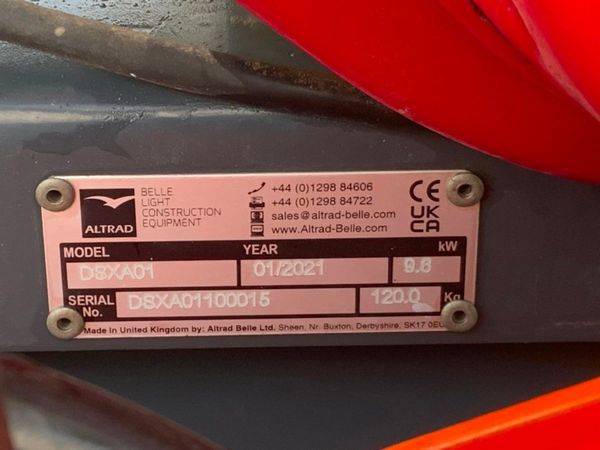 ALTRAD
BELLE
LIGHT
CONSTRUCTION
EQUIPMENT
+44 (0)1298 84606
+44 (0)1298 84722
sales@altrad-belle.com
www.Altrad-Belle.com
CE
UK
CA
MODEL YEAR kW
DSXA01 01/2021 9.6
SERIAL No. DSXA01100015 120.0 Kg
Made in United Kingdom by: Altrad Belle Ltd. Sheen, Nr. Buxton, Derbyshire, SK17 0EU